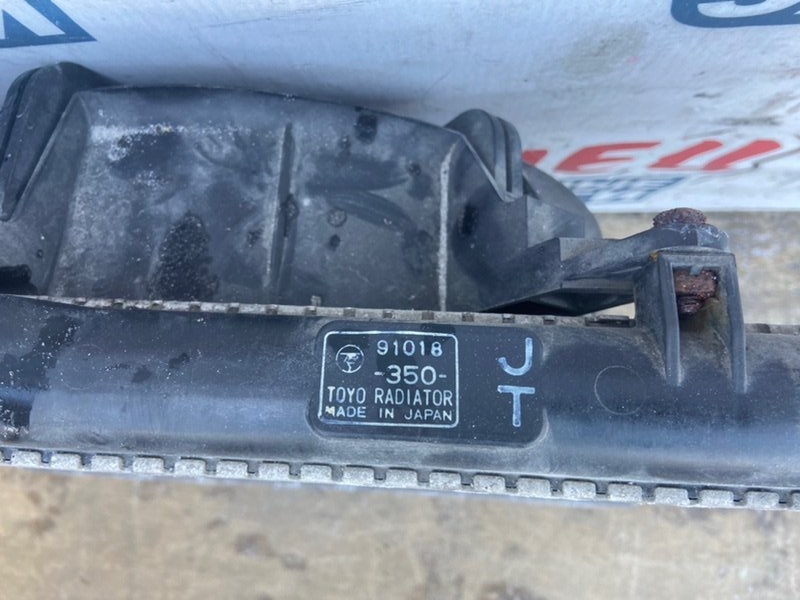 91018
-350-
TOYO RADIATOR
MADE IN JAPAN
J
T